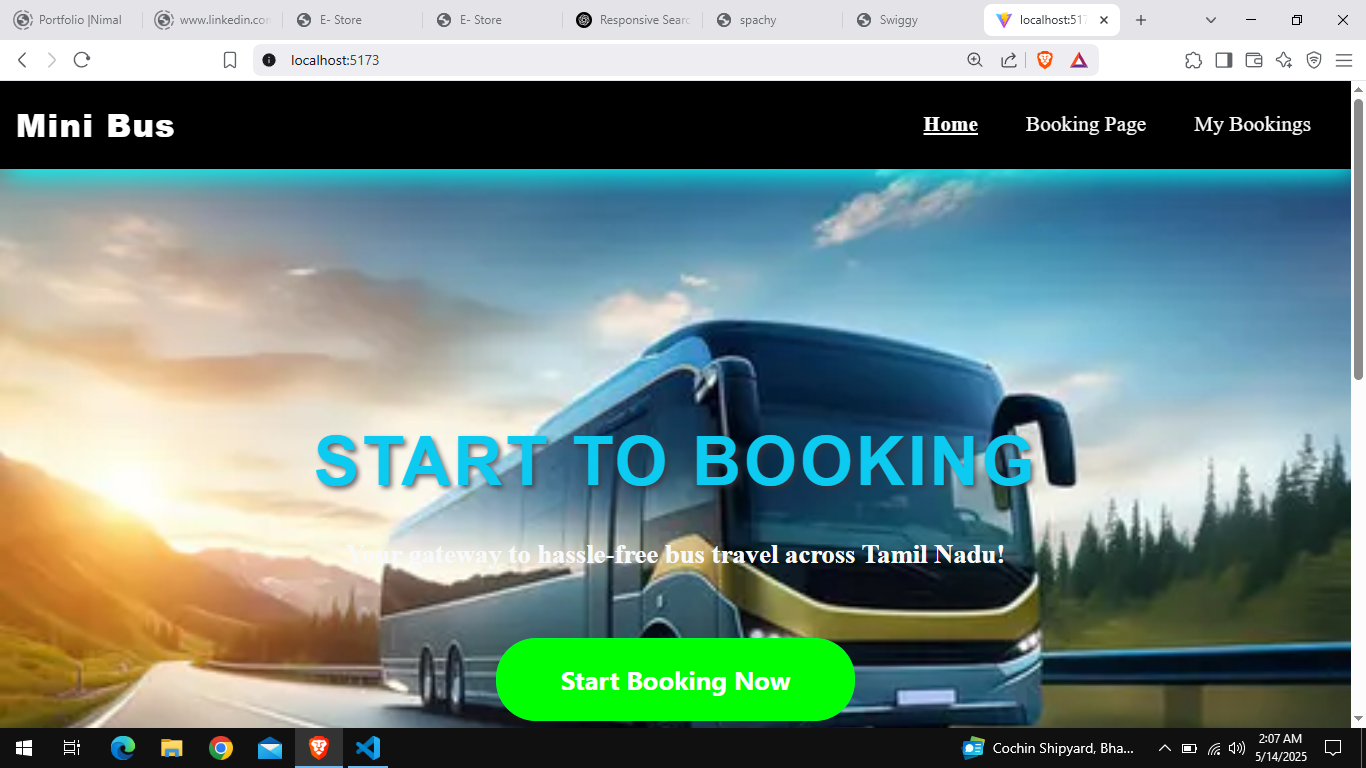 Portfolio |Nimal
www.linkedin.com
E- Store
E- Store
Responsive Sear
spachy
Swiggy
localhost:517
localhost:5173
Mini Bus
Home
Booking Page
My Bookings
START TO BOOKING
Your gateway to hassle-free bus travel across Tamil Nadu!
Start Booking Now
Cochin Shipyard, Bha...
2:07 AM
5/14/2025